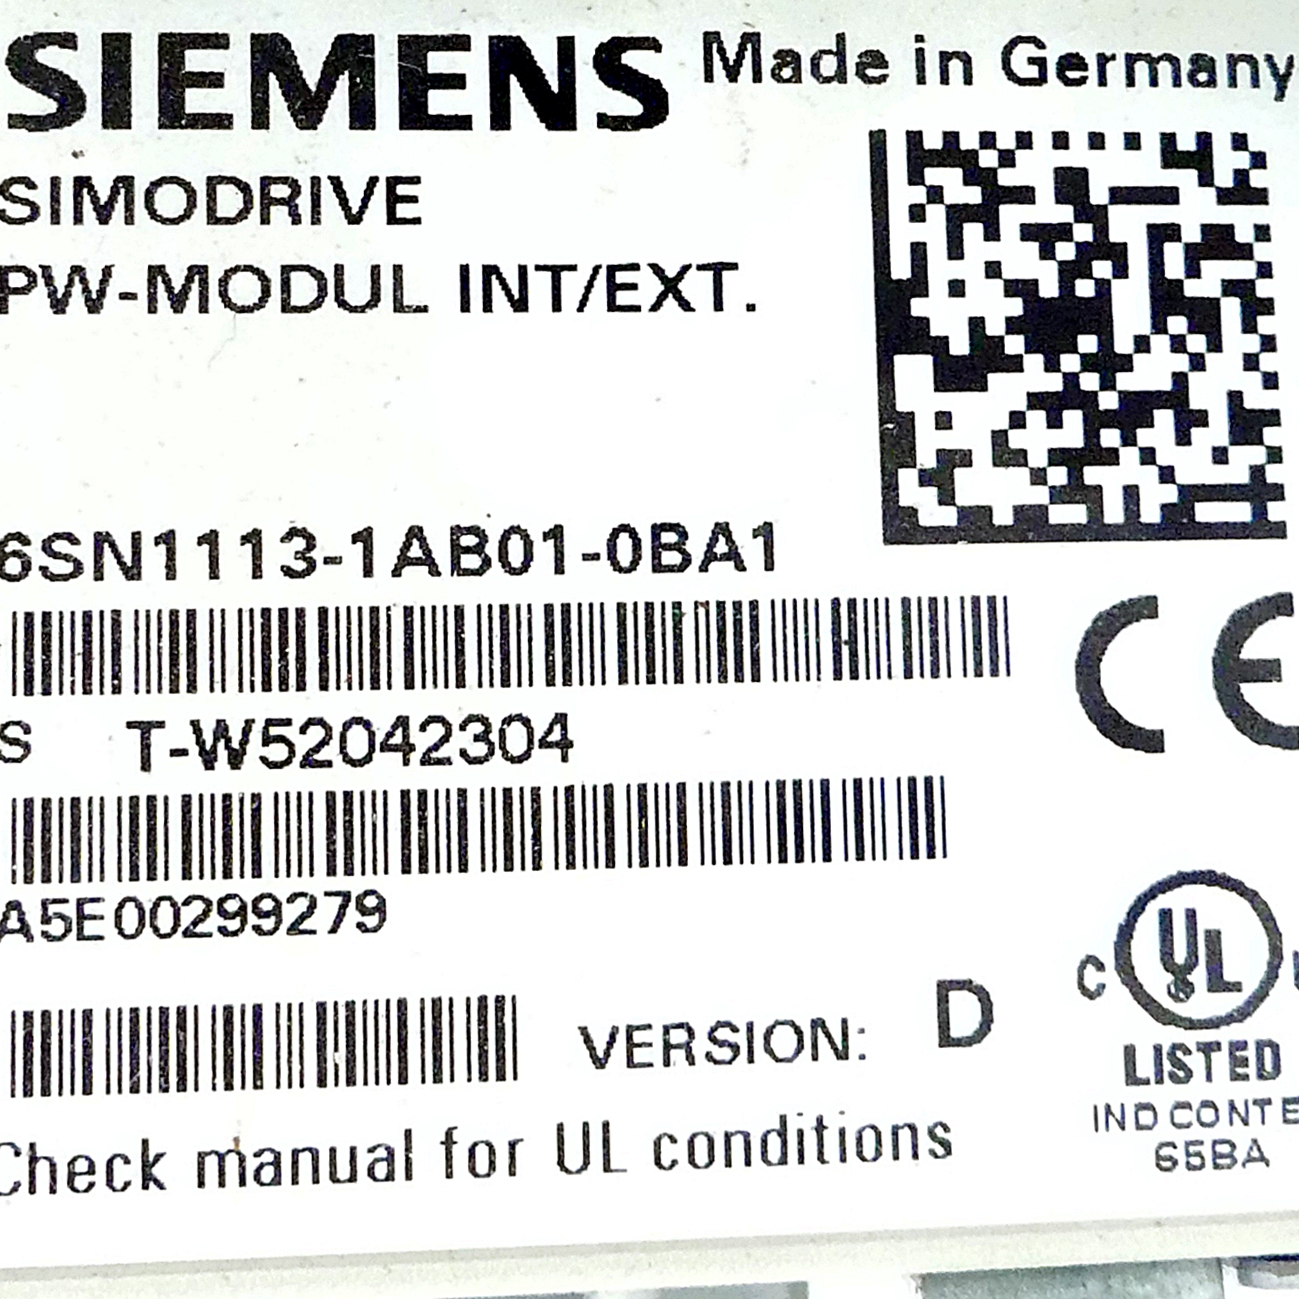 SIEMENS Made in Germany
SIMODRIVE
PW-MODUL INT/EXT.
6SN1113-1AB01-0BA1
S T-W52042304
A5E00299279
VERSION: D
Check manual for UL conditions
CE
C UL
LISTED
IND CONT E
65BA